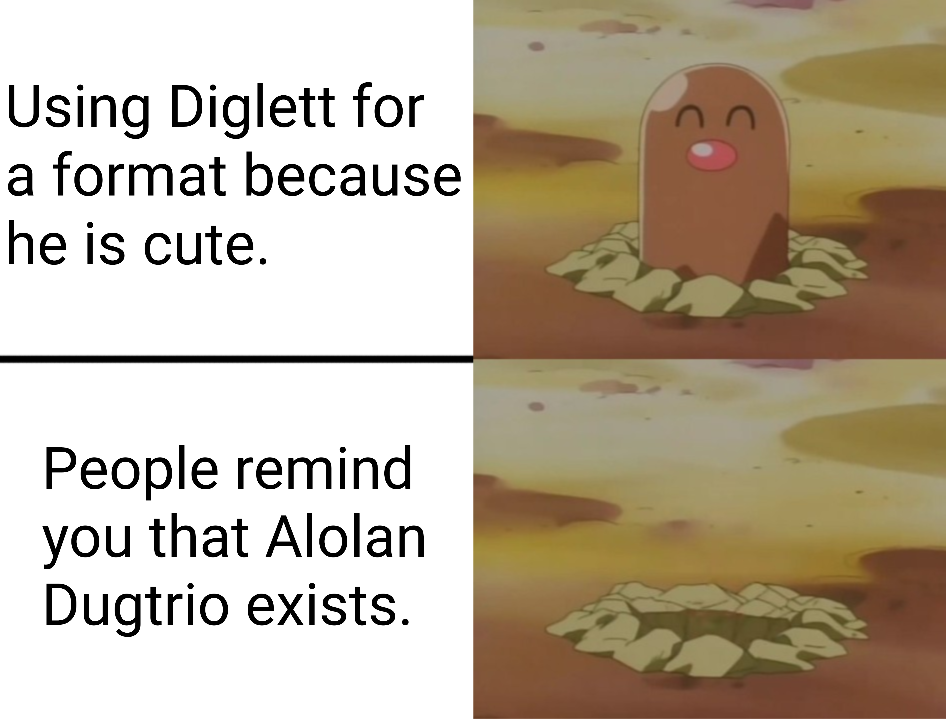 Using Diglett for
a format because
he is cute.
People remind
you that Alolan
Dugtrio exists.